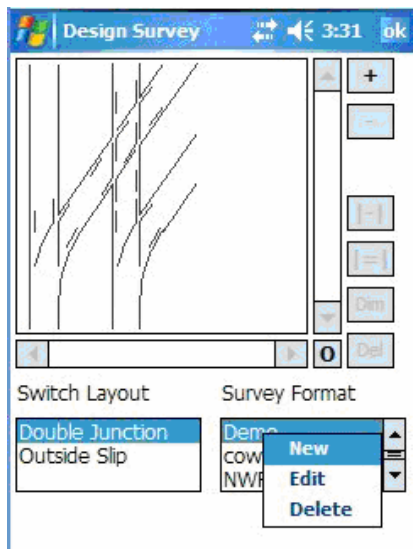 Design Survey 3:31 ok
+
|-|
|=|
Dim
O Del
Switch Layout Survey Format
Double Junction
Outside Slip
Demo
New
Edit
Delete